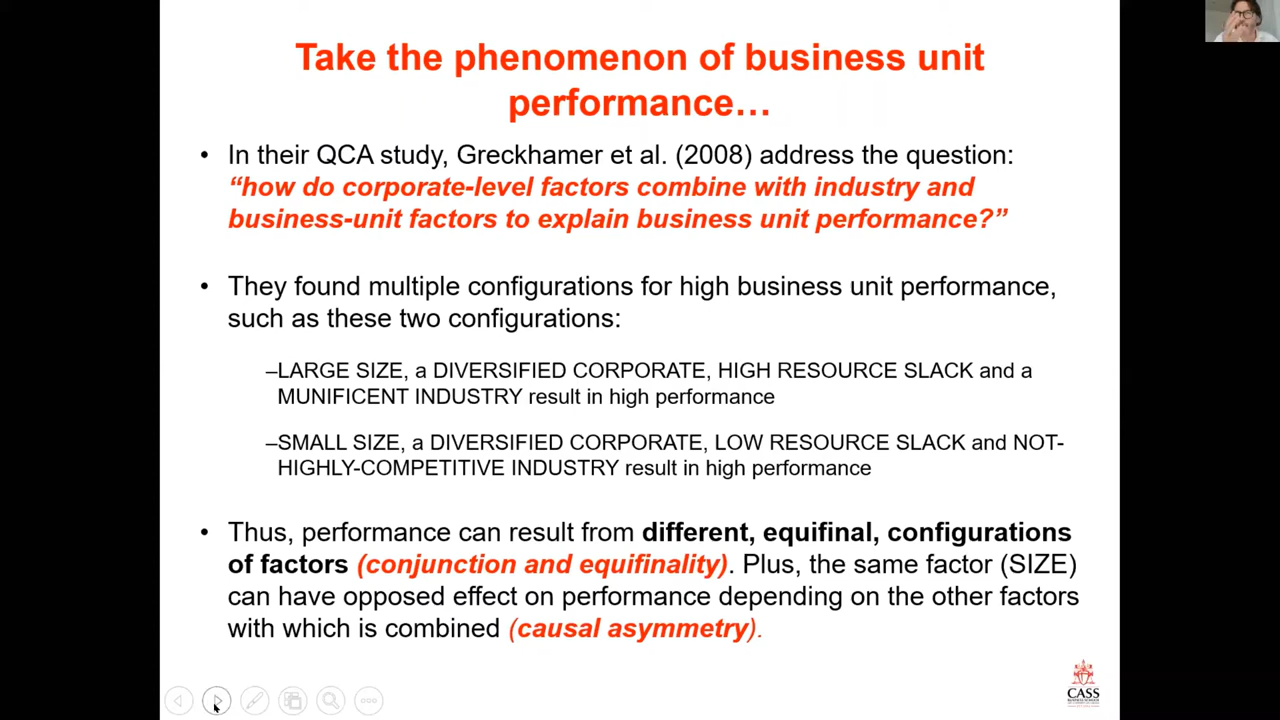 Take the phenomenon of business unit
performance…
• In their QCA study, Greckhamer et al. (2008) address the question:
“how do corporate-level factors combine with industry and
business-unit factors to explain business unit performance?”
• They found multiple configurations for high business unit performance,
such as these two configurations:
–LARGE SIZE, a DIVERSIFIED CORPORATE, HIGH RESOURCE SLACK and a
MUNIFICENT INDUSTRY result in high performance
–SMALL SIZE, a DIVERSIFIED CORPORATE, LOW RESOURCE SLACK and NOT-
HIGHLY-COMPETITIVE INDUSTRY result in high performance
• Thus, performance can result from different, equifinal, configurations
of factors (conjunction and equifinality). Plus, the same factor (SIZE)
can have opposed effect on performance depending on the other factors
with which is combined (causal asymmetry).
CASS